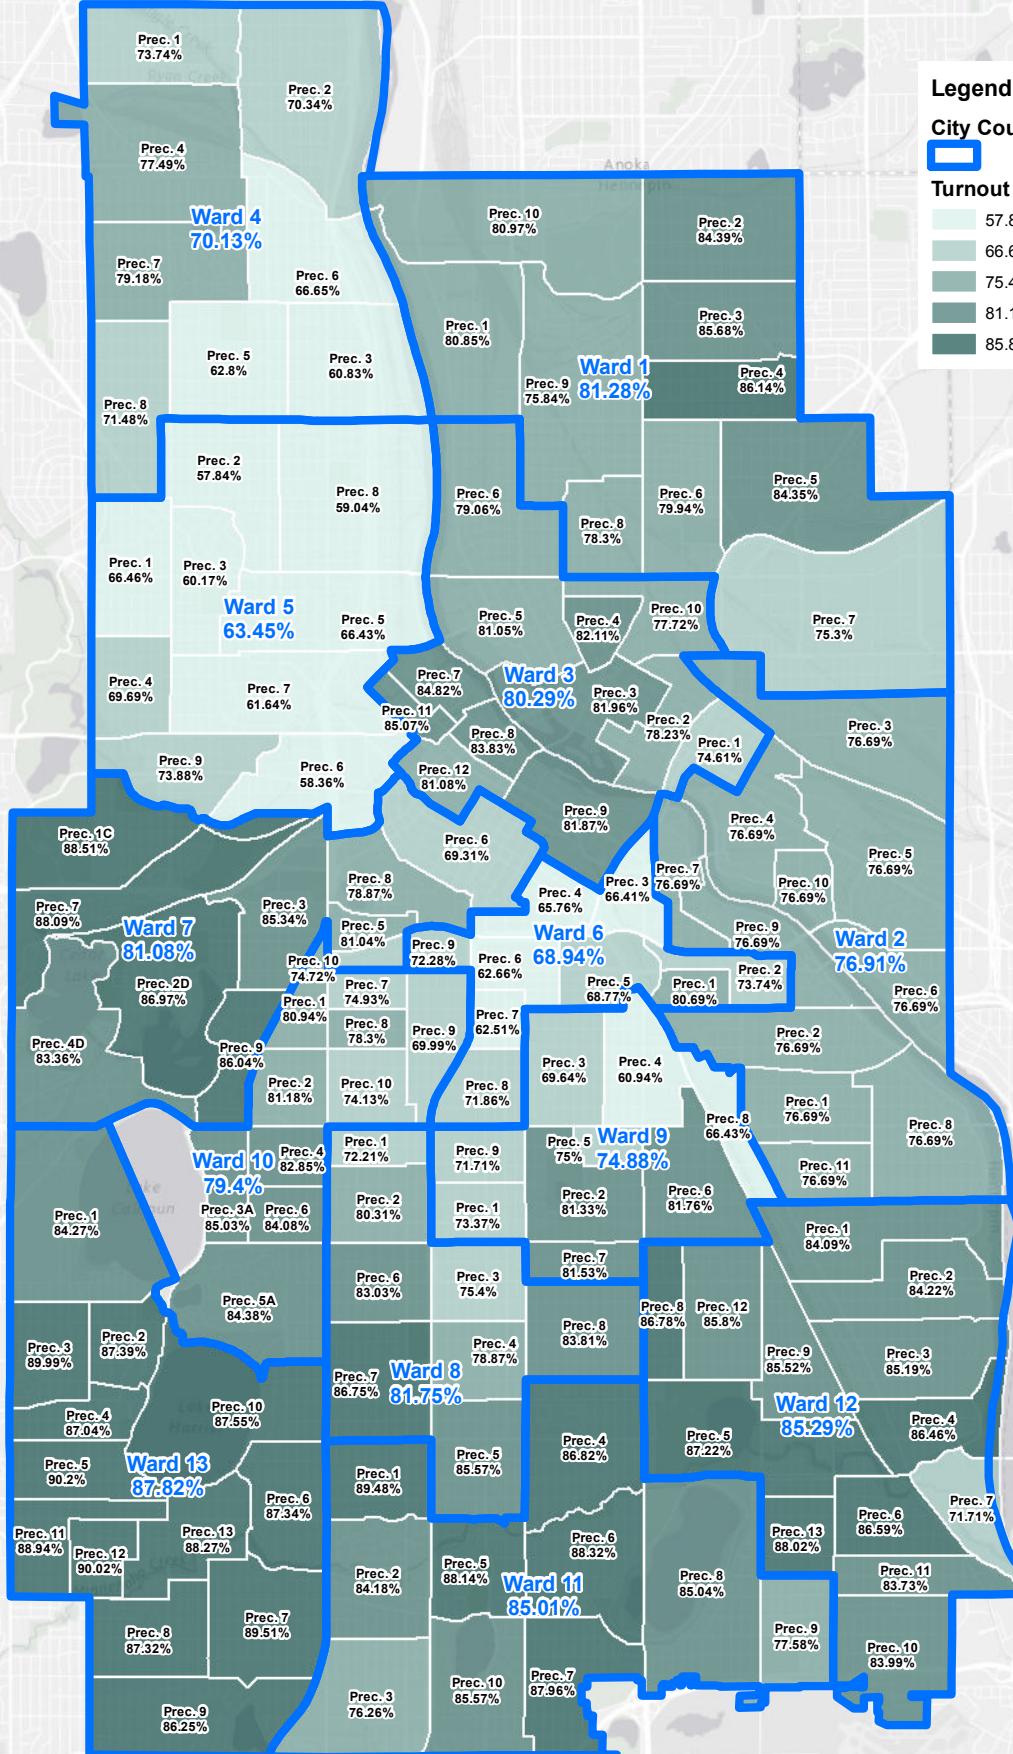 Legend
City Cou
Turnout
57.8
66.6
75.4
81.1
85.8
Prec. 1
73.74%
Prec. 2
70.34%
Prec. 4
77.49%
Ward 4
70.13%
Prec. 7
79.18%
Prec. 6
66.65%
Prec. 5
62.8%
Prec. 3
60.83%
Prec. 8
71.48%
Anoka
Hennepin
Prec. 10
80.97%
Prec. 2
84.39%
Prec. 3
85.68%
Prec. 1
80.85%
Ward 1
81.28%
Prec. 9
75.84%
Prec. 4
86.14%
Prec. 5
84.35%
Prec. 6
79.94%
Prec. 8
78.3%
Prec. 7
75.3%
Prec. 2
57.84%
Prec. 8
59.04%
Prec. 1
66.46%
Prec. 3
60.17%
Ward 5
63.45%
Prec. 5
66.43%
Prec. 4
69.69%
Prec. 7
61.64%
Prec. 9
73.88%
Prec. 6
58.36%
Prec. 6
79.06%
Prec. 5
81.05%
Prec. 4
82.11%
Prec. 10
77.72%
Prec. 7
84.82%
Ward 3
80.29%
Prec. 3
81.96%
Prec. 11
85.07%
Prec. 8
83.83%
Prec. 2
78.23%
Prec. 1
74.61%
Prec. 12
81.08%
Prec. 9
81.87%
Prec. 3
76.69%
Prec. 4
76.69%
Prec. 5
76.69%
Prec. 7
76.69%
Prec. 10
76.69%
Prec. 9
76.69%
Ward 2
76.91%
Prec. 1
80.69%
Prec. 2
73.74%
Prec. 6
76.69%
Prec. 2
76.69%
Prec. 1
76.69%
Prec. 8
76.69%
Prec. 11
76.69%
Prec. 1C
88.51%
Prec. 7
88.09%
Ward 7
81.08%
Prec. 3
85.34%
Prec. 8
78.87%
Prec. 6
69.31%
Prec. 5
81.04%
Prec. 9
72.28%
Prec. 10
74.72%
Prec. 2D
86.97%
Prec. 4D
83.36%
Prec. 9
86.04%
Prec. 4
65.76%
Prec. 3
66.41%
Ward 6
68.94%
Prec. 6
62.66%
Prec. 5
68.77%
Prec. 7
62.51%
Prec. 8
71.86%
Prec. 1
80.94%
Prec. 7
74.93%
Prec. 8
78.3%
Prec. 9
69.99%
Prec. 2
81.18%
Prec. 10
74.13%
Ward 10
79.4%
Prec. 4
82.85%
Prec. 3A
85.03%
Prec. 6
84.08%
Prec. 5A
84.38%
Prec. 3
69.64%
Prec. 4
60.94%
Prec. 8
66.43%
Prec. 5
75%
Ward 9
74.88%
Prec. 9
71.71%
Prec. 1
73.37%
Prec. 2
81.33%
Prec. 6
81.76%
Prec. 7
81.53%
Prec. 1
72.21%
Prec. 2
80.31%
Prec. 6
83.03%
Prec. 3
75.4%
Prec. 8
83.81%
Prec. 4
78.87%
Prec. 7
86.75%
Ward 8
81.75%
Prec. 5
85.57%
Prec. 1
84.09%
Prec. 2
84.22%
Prec. 8
86.78%
Prec. 12
85.8%
Prec. 9
85.52%
Prec. 3
85.19%
Ward 12
85.29%
Prec. 4
86.46%
Prec. 5
87.22%
Prec. 7
71.71%
Prec. 6
86.59%
Prec. 13
88.02%
Prec. 11
83.73%
Prec. 10
83.99%
Prec. 1
84.27%
Prec. 3
89.99%
Prec. 2
87.39%
Prec. 4
87.04%
Prec. 10
87.55%
Prec. 5
90.2%
Ward 13
87.82%
Prec. 6
87.34%
Prec. 11
88.94%
Prec. 12
90.02%
Prec. 13
88.27%
Prec. 8
87.32%
Prec. 7
89.51%
Prec. 9
86.25%
Prec. 1
89.48%
Prec. 4
86.82%
Prec. 2
84.18%
Prec. 5
88.14%
Prec. 6
88.32%
Ward 11
85.01%
Prec. 8
85.04%
Prec. 9
77.58%
Prec. 3
76.26%
Prec. 10
85.57%
Prec. 7
87.96%